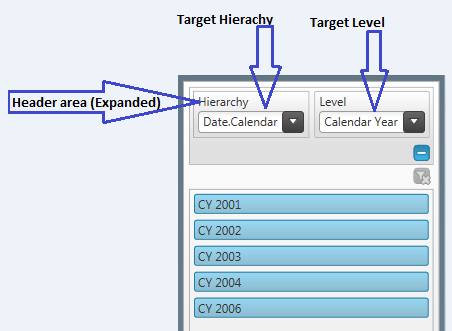 Target Hierachy
Target Level
Header area (Expanded)
Hierarchy
Level
Date.Calendar
Calendar Year
CY 2001
CY 2002
CY 2003
CY 2004
CY 2006